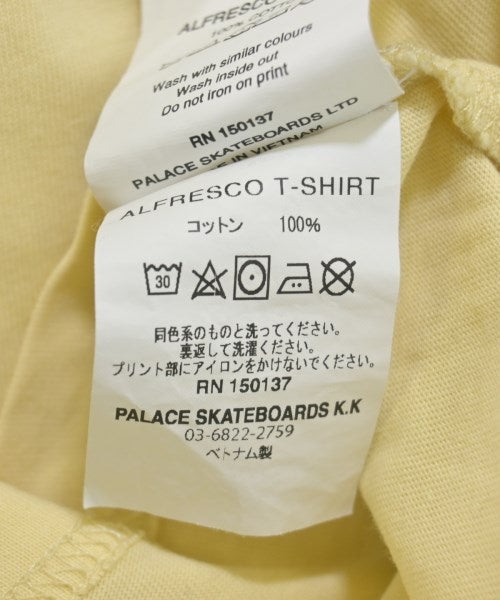 ALFRESCO
100% COTTON
Wash with similar colours
Wash inside out
Do not iron on print
RN 150137
PALACE SKATEBOARDS LTD
IN VIETNAM
ALFRESCO T-SHIRT
コットン 100%
30
同色系のものと洗ってください。
裏返して洗濯ください。
プリント部にアイロンをかけないでください。
RN 150137
PALACE SKATEBOARDS K.K
03-6822-2759
ベトナム製